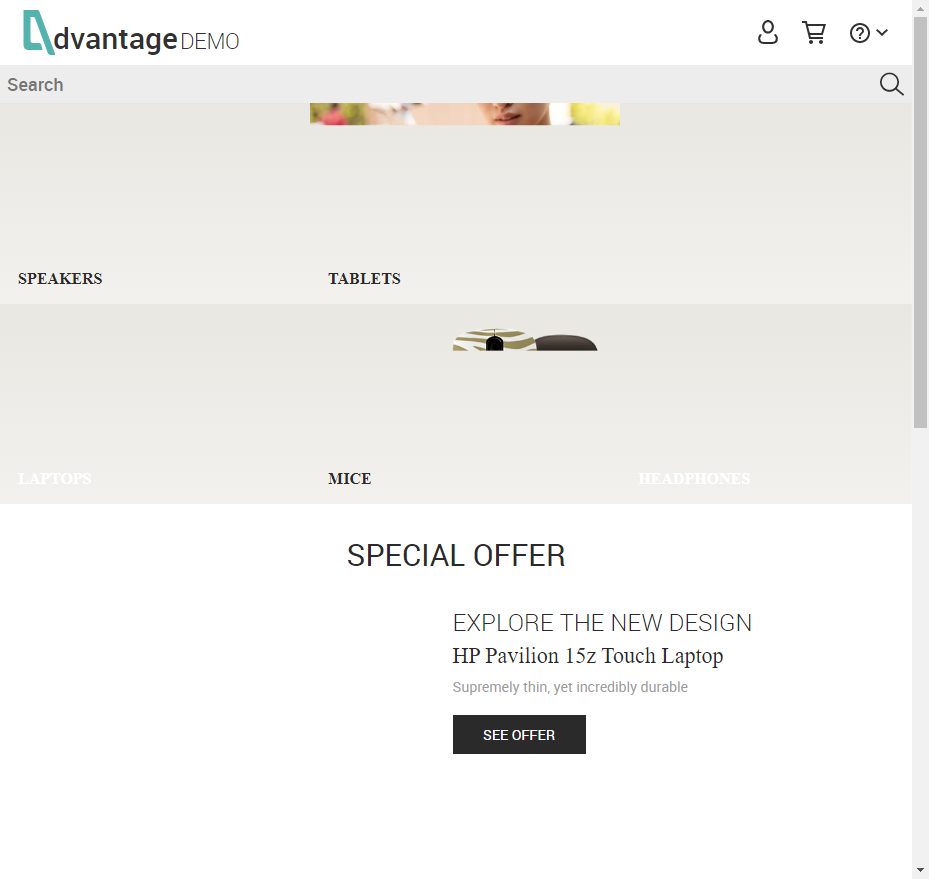 dvantage DEMO
Search
SPEAKERS
TABLETS
LAPTOPS
MICE
HEADPHONES
SPECIAL OFFER
EXPLORE THE NEW DESIGN
HP Pavilion 15z Touch Laptop
Supremely thin, yet incredibly durable
SEE OFFER